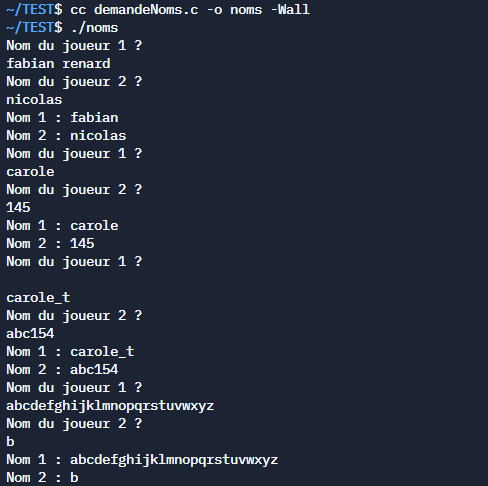 ~/TEST$ cc demandeNoms.c -o noms -Wall
~/TEST$ ./noms
Nom du joueur 1 ?
fabian renard
Nom du joueur 2 ?
nicolas
Nom 1 : fabian
Nom 2 : nicolas
Nom du joueur 1 ?
carole
Nom du joueur 2 ?
145
Nom 1 : carole
Nom 2 : 145
Nom du joueur 1 ?

carole_t
Nom du joueur 2 ?
abc154
Nom 1 : carole_t
Nom 2 : abc154
Nom du joueur 1 ?
abcdefghijklmnopqrstuvwxyz
Nom du joueur 2 ?
b
Nom 1 : abcdefghijklmnopqrstuvwxyz
Nom 2 : b